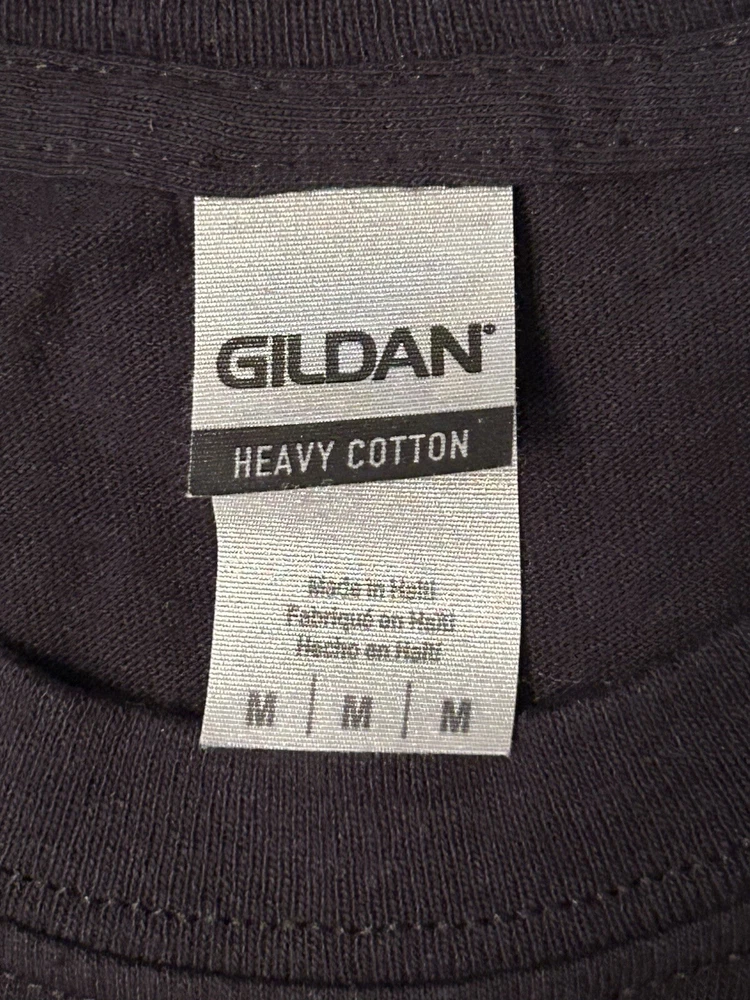 GILDAN®
HEAVY COTTON
Made in Haiti
Fabriqué en Haïti
Hecho en Haití
M | M | M